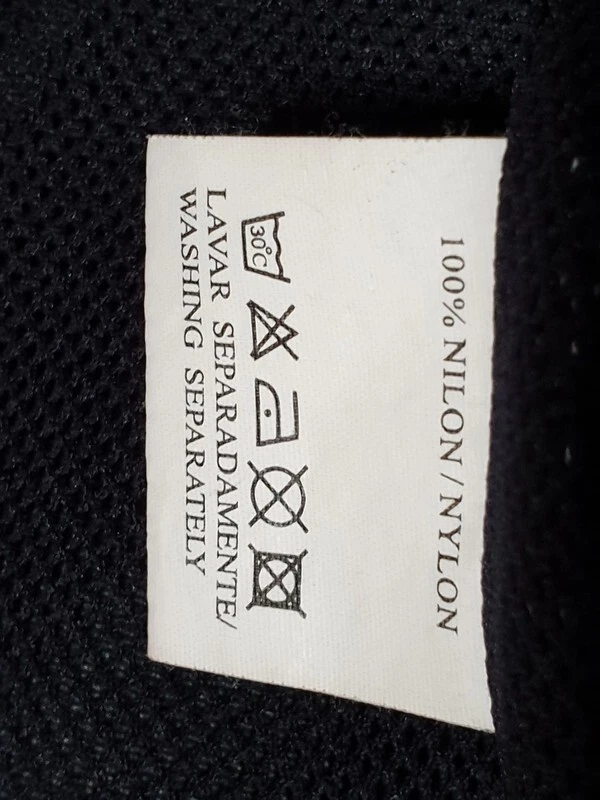 100% NILON / NYLON
30°C
LAVAR SEPARADAMENTE/
WASHING SEPARATELY